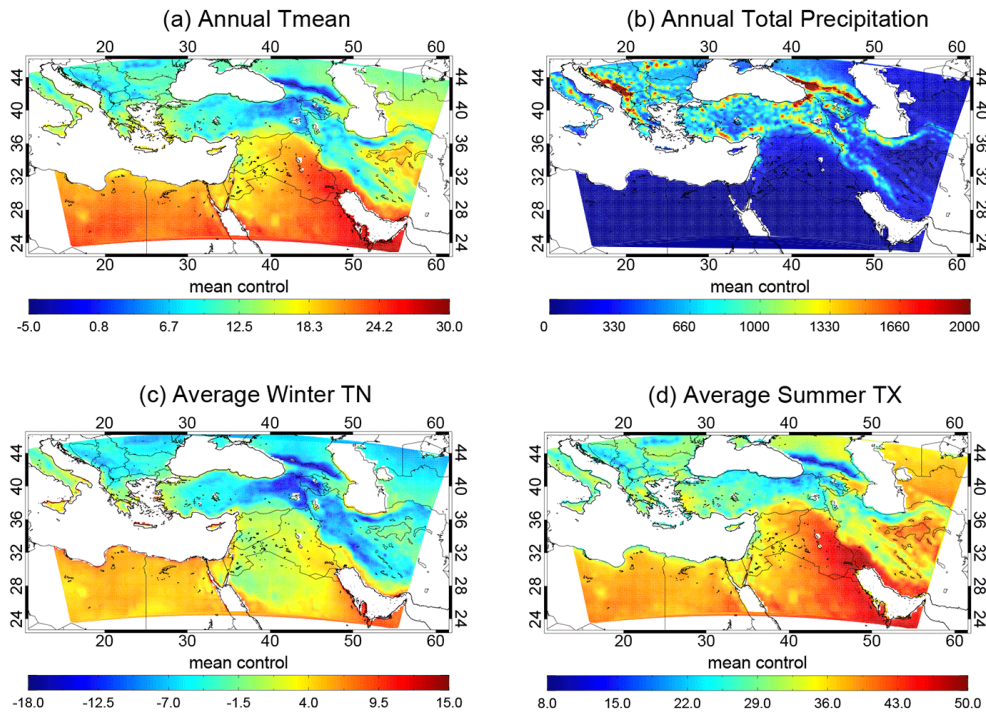 (a) Annual Tmean
(b) Annual Total Precipitation
20 30 40 50 60
20 30 40 50 60
44 40 36 32 28 24
44 40 36 32 28 24
44 40 36 32 28 24
44 40 36 32 28 24
20 30 40 50
20 30 40 50 60
mean control
mean control
-5.0 0.8 6.7 12.5 18.3 24.2 30.0
0 330 660 1000 1330 1660 2000
(c) Average Winter TN
(d) Average Summer TX
20 30 40 50 60
20 30 40 50 60
44 40 36 32 28 24
44 40 36 32 28 24
44 40 36 32 28 24
44 40 36 32 28 24
20 30 40 50 60
20 30 40 50 60
mean control
mean control
-18.0 -12.5 -7.0 -1.5 4.0 9.5 15.0
8.0 15.0 22.0 29.0 36.0 43.0 50.0